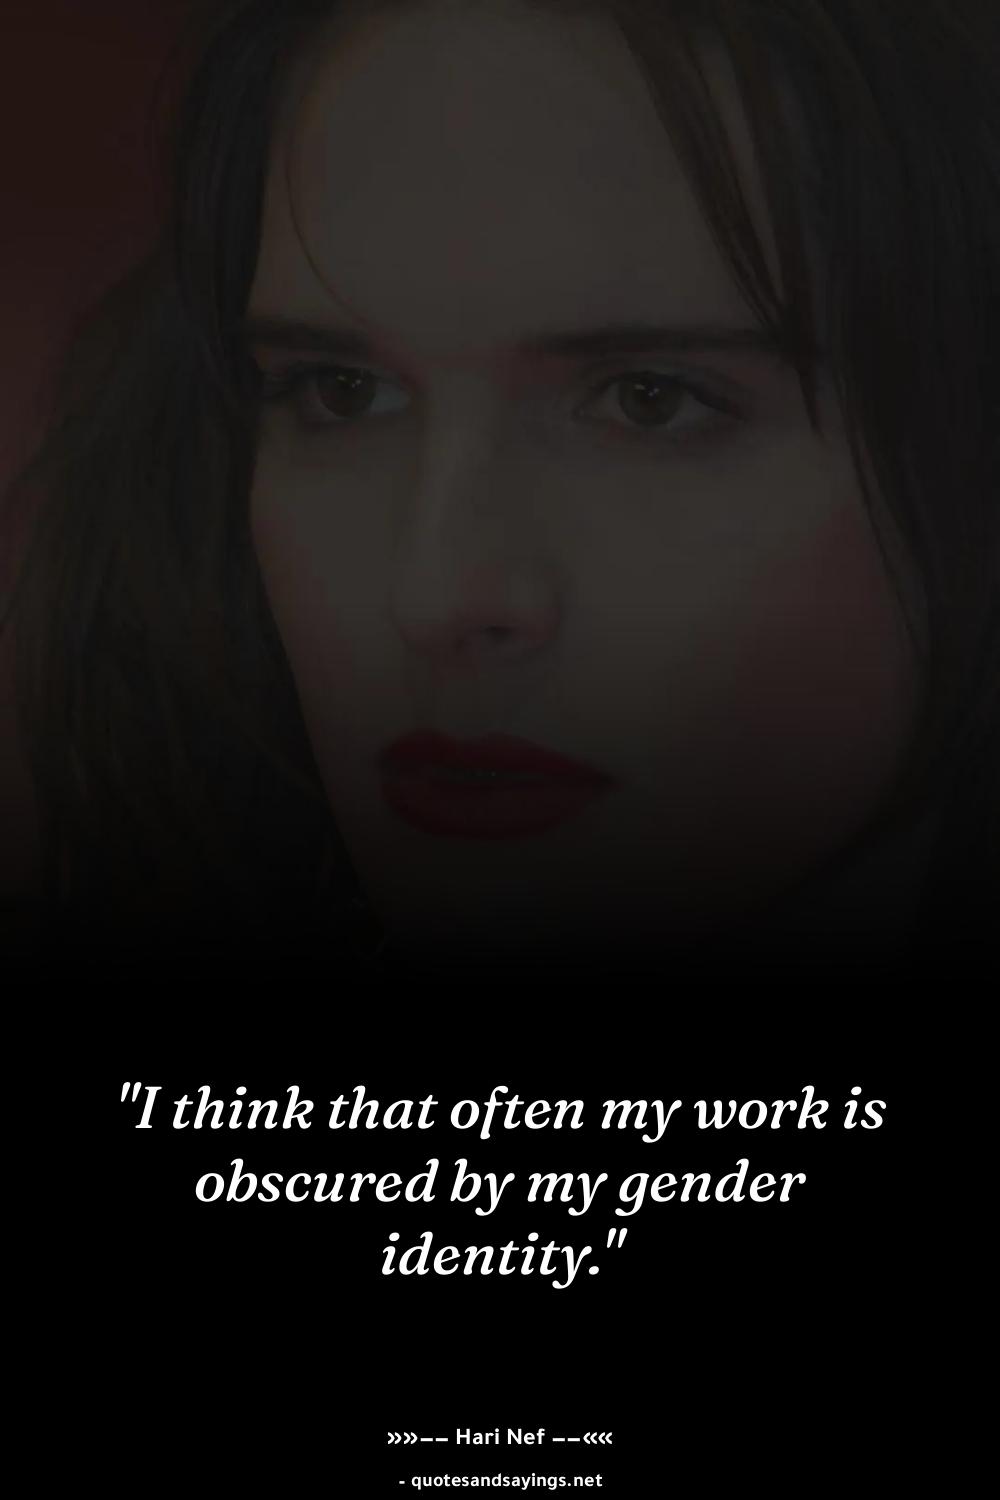 "I think that often my work is
obscured by my gender
identity."
»»–– Hari Nef ––««
- quotesandsayings.net